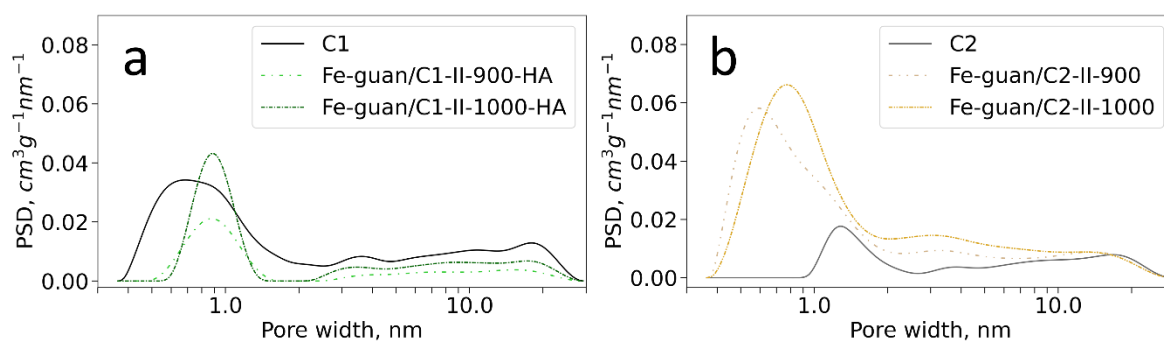 a
C1
Fe-guan/C1-II-900-HA
Fe-guan/C1-II-1000-HA
PSD, cm³g⁻¹nm⁻¹
0.08
0.06
0.04
0.02
0.00
1.0 10.0
Pore width, nm
b
C2
Fe-guan/C2-II-900
Fe-guan/C2-II-1000
PSD, cm³g⁻¹nm⁻¹
0.08
0.06
0.04
0.02
0.00
1.0 10.0
Pore width, nm